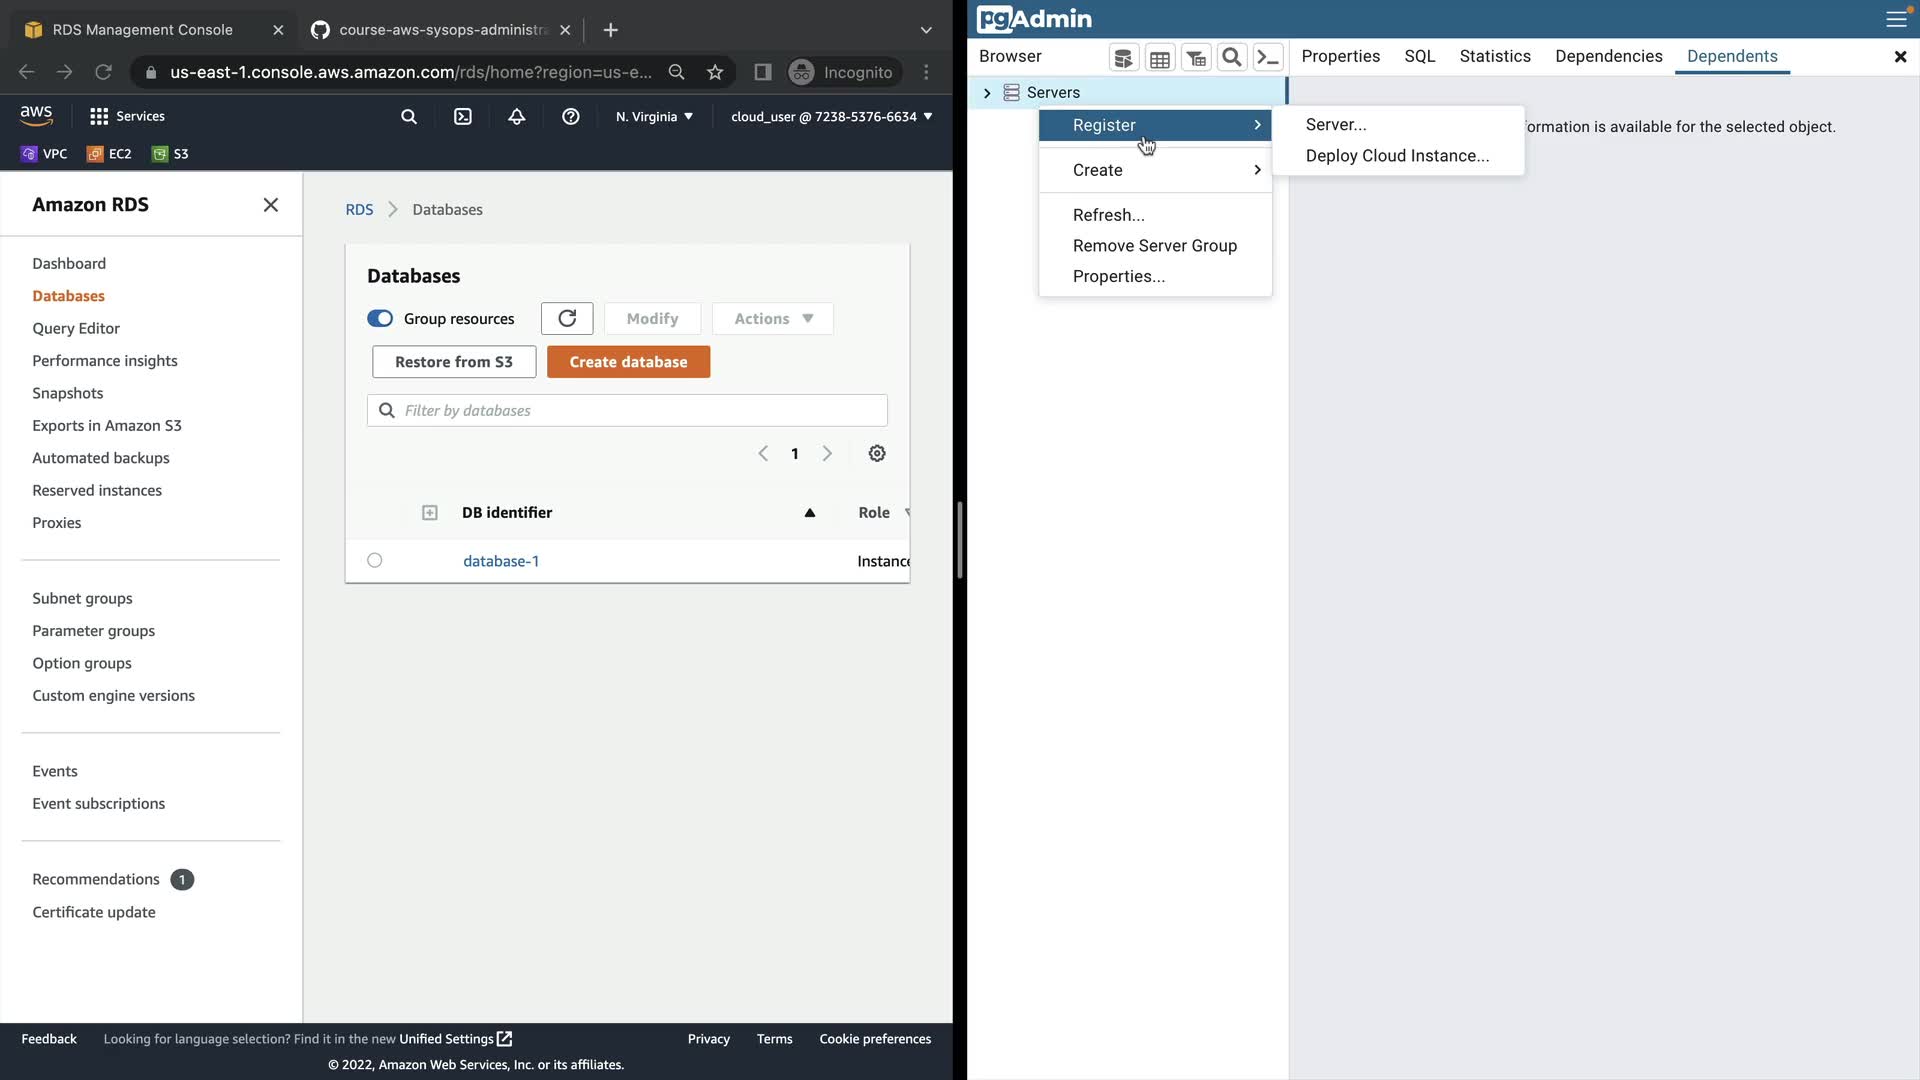 RDS Management Console
course-aws-sysops-administra
us-east-1.console.aws.amazon.com/rds/home?region=us-e...
Incognito
aws
Services
N. Virginia
cloud_user @ 7238-5376-6634
VPC
EC2
S3
Amazon RDS
Dashboard
Databases
Query Editor
Performance insights
Snapshots
Exports in Amazon S3
Automated backups
Reserved instances
Proxies
Subnet groups
Parameter groups
Option groups
Custom engine versions
Events
Event subscriptions
Recommendations 1
Certificate update
RDS > Databases
Databases
Group resources
Modify
Actions
Restore from S3
Create database
Filter by databases
1
DB identifier
Role
database-1
Instance
Feedback
Looking for language selection? Find it in the new Unified Settings
Privacy
Terms
Cookie preferences
© 2022, Amazon Web Services, Inc. or its affiliates.
pgAdmin
Browser
Properties
SQL
Statistics
Dependencies
Dependents
Servers
Register
Create
Refresh...
Remove Server Group
Properties...
Server...
Deploy Cloud Instance...
formation is available for the selected object.